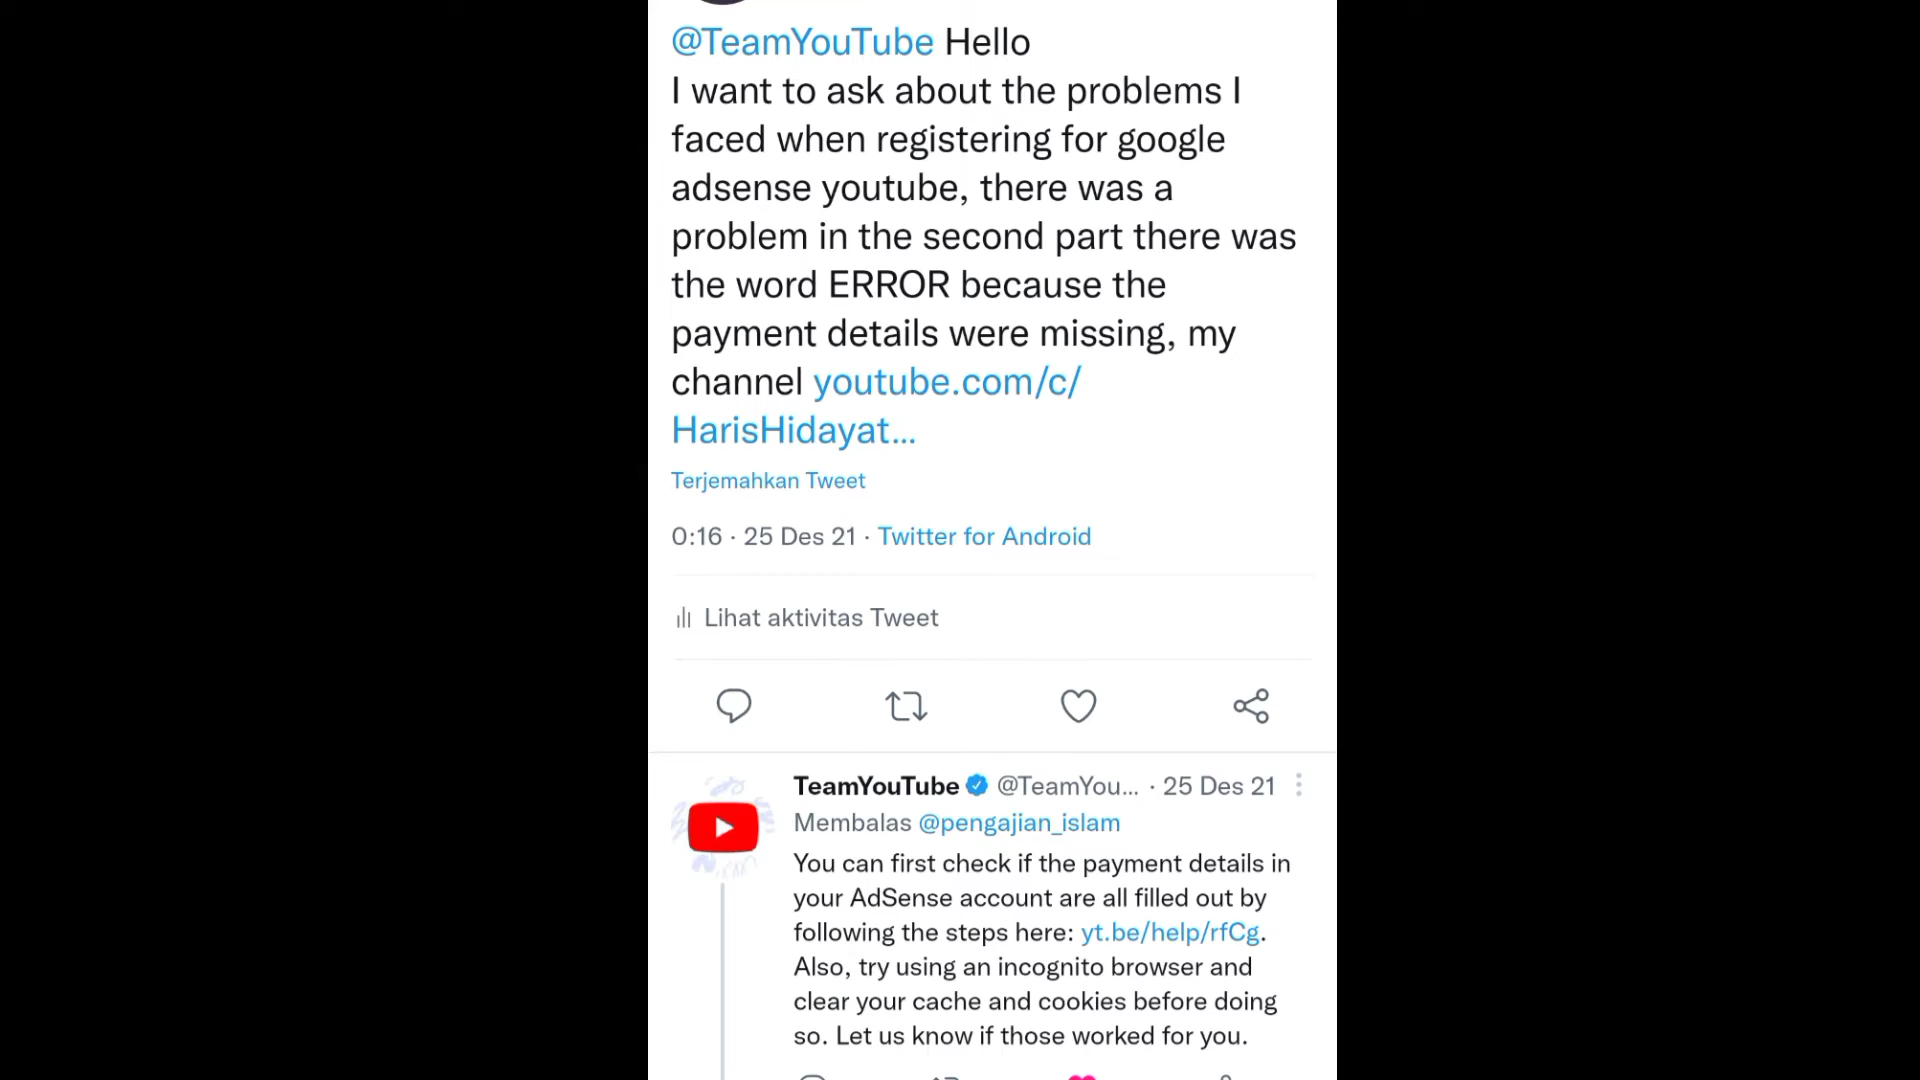 @TeamYouTube Hello
I want to ask about the problems I
faced when registering for google
adsense youtube, there was a
problem in the second part there was
the word ERROR because the
payment details were missing, my
channel youtube.com/c/
HarisHidayat...
Terjemahkan Tweet
0:16 · 25 Des 21 · Twitter for Android
Lihat aktivitas Tweet
TeamYouTube @TeamYou... · 25 Des 21
Membalas @pengajian_islam
You can first check if the payment details in
your AdSense account are all filled out by
following the steps here: yt.be/help/rfCg.
Also, try using an incognito browser and
clear your cache and cookies before doing
so. Let us know if those worked for you.